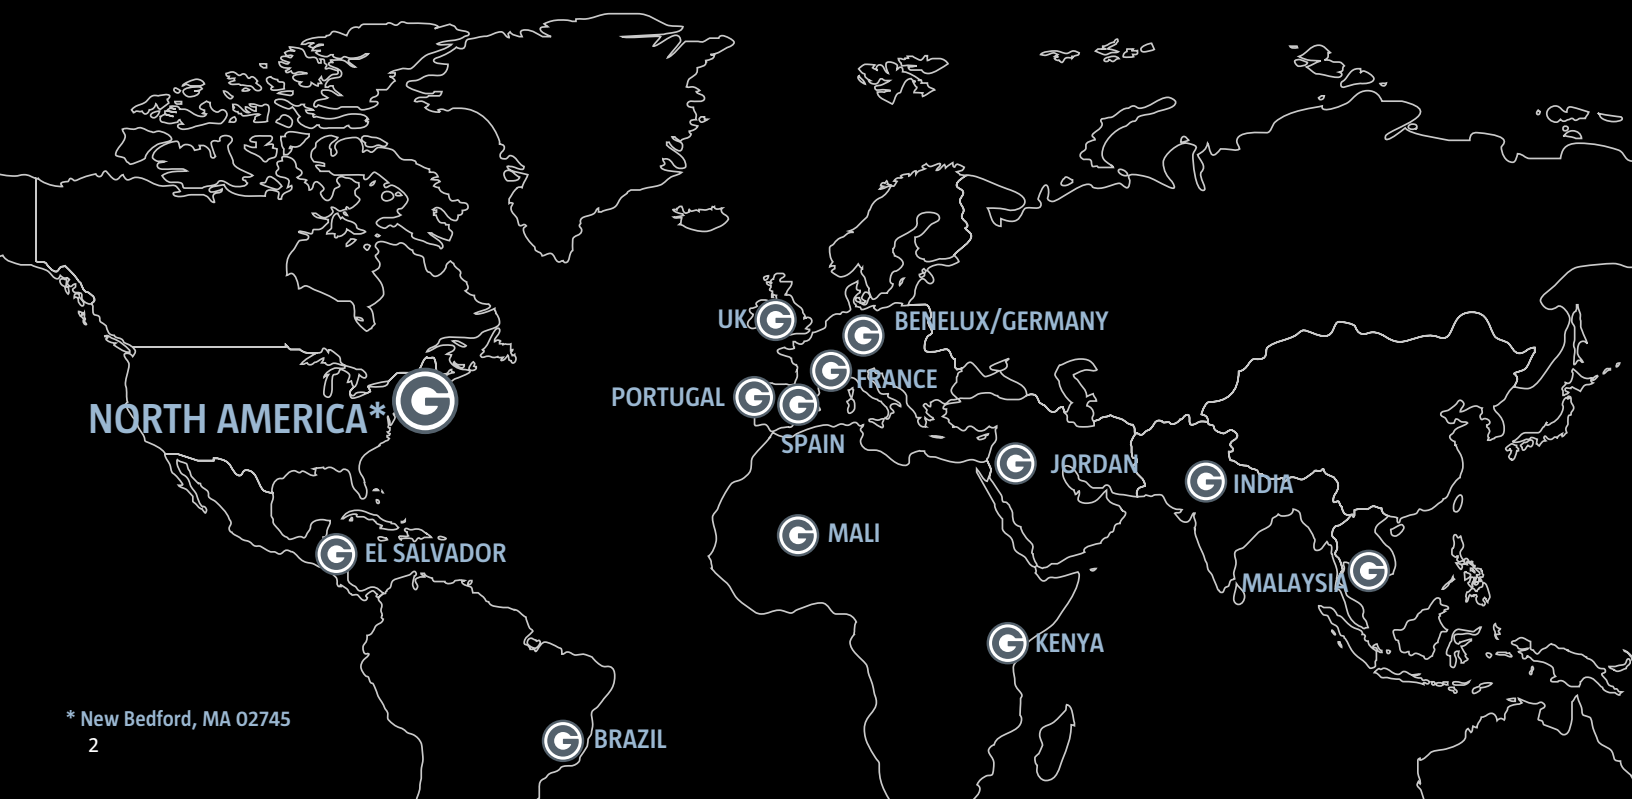 UK
BENELUX/GERMANY
FRANCE
PORTUGAL
NORTH AMERICA*
SPAIN
JORDAN
INDIA
MALI
EL SALVADOR
MALAYSIA
KENYA
* New Bedford, MA 02745
BRAZIL
2